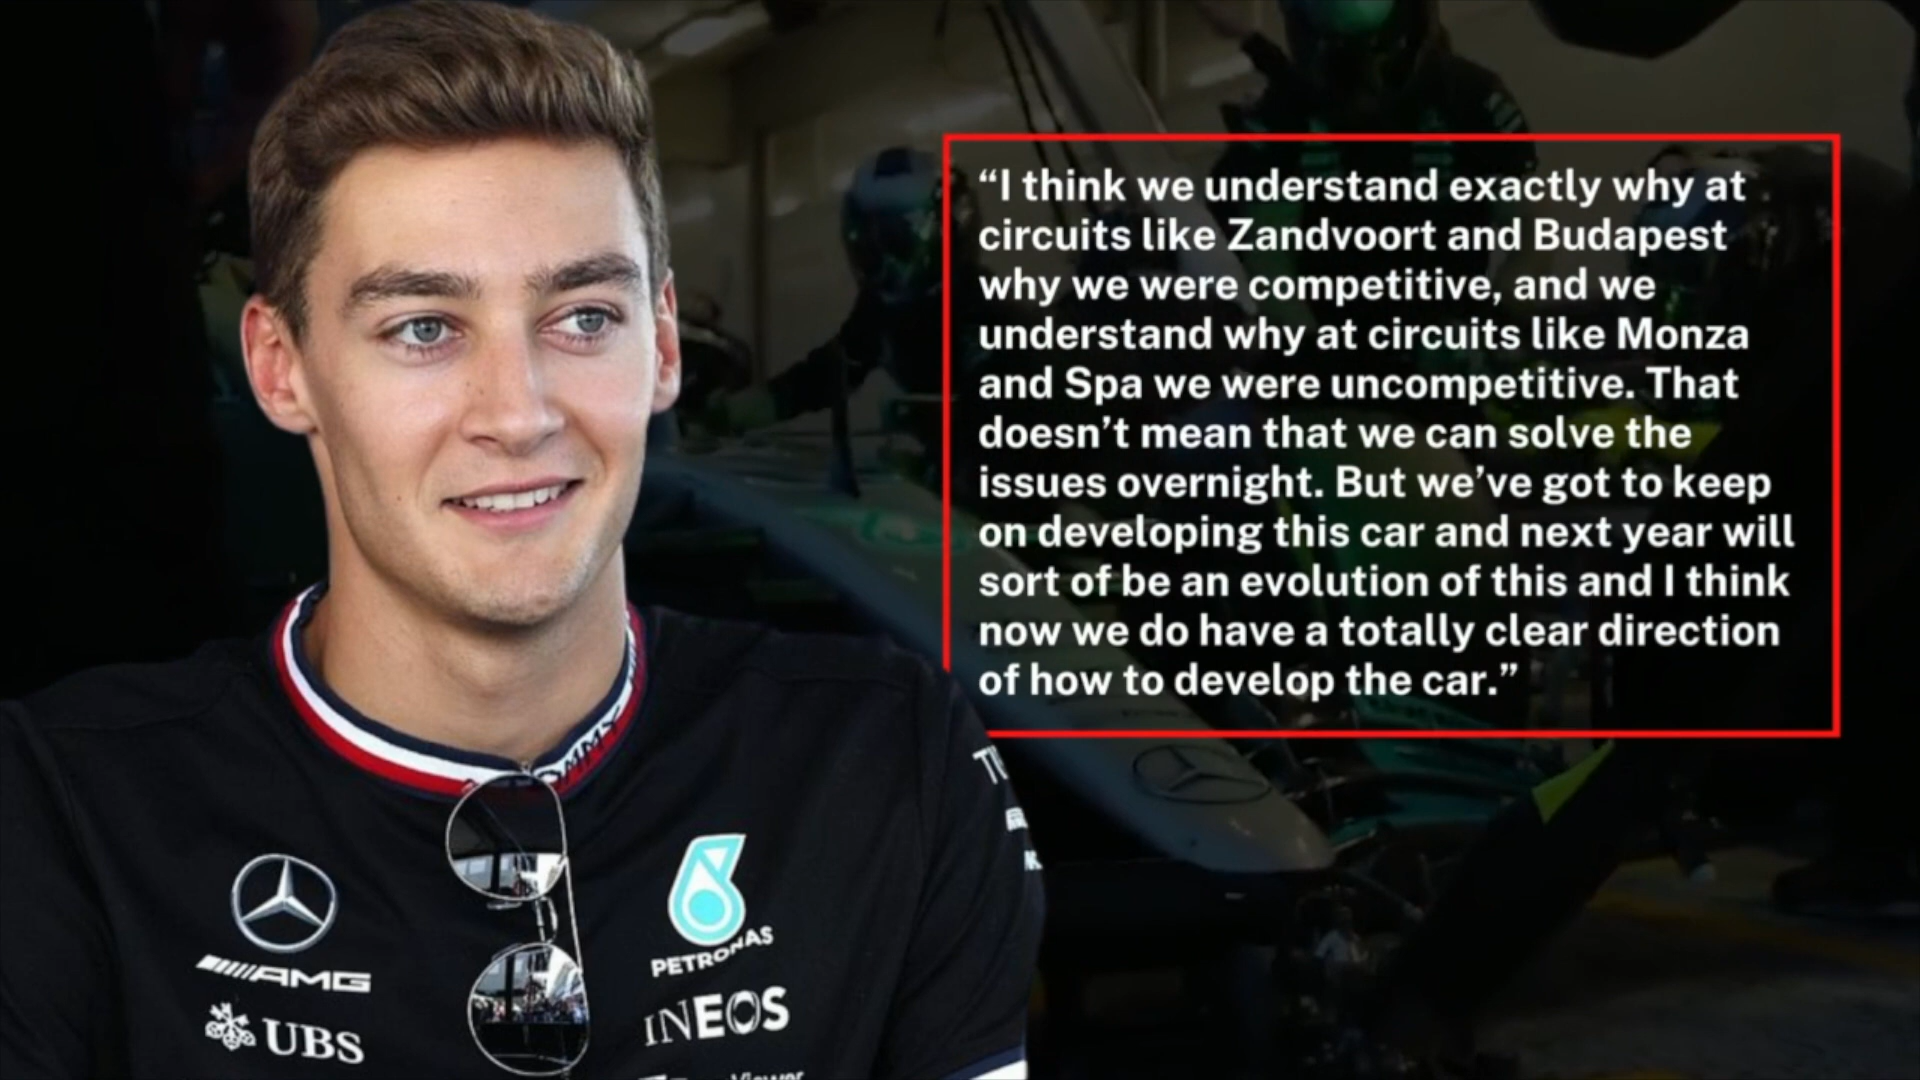 “I think we understand exactly why at
circuits like Zandvoort and Budapest
why we were competitive, and we
understand why at circuits like Monza
and Spa we were uncompetitive. That
doesn’t mean that we can solve the
issues overnight. But we’ve got to keep
on developing this car and next year will
sort of be an evolution of this and I think
now we do have a totally clear direction
of how to develop the car.”
AMG
UBS
PETRONAS
INEOS